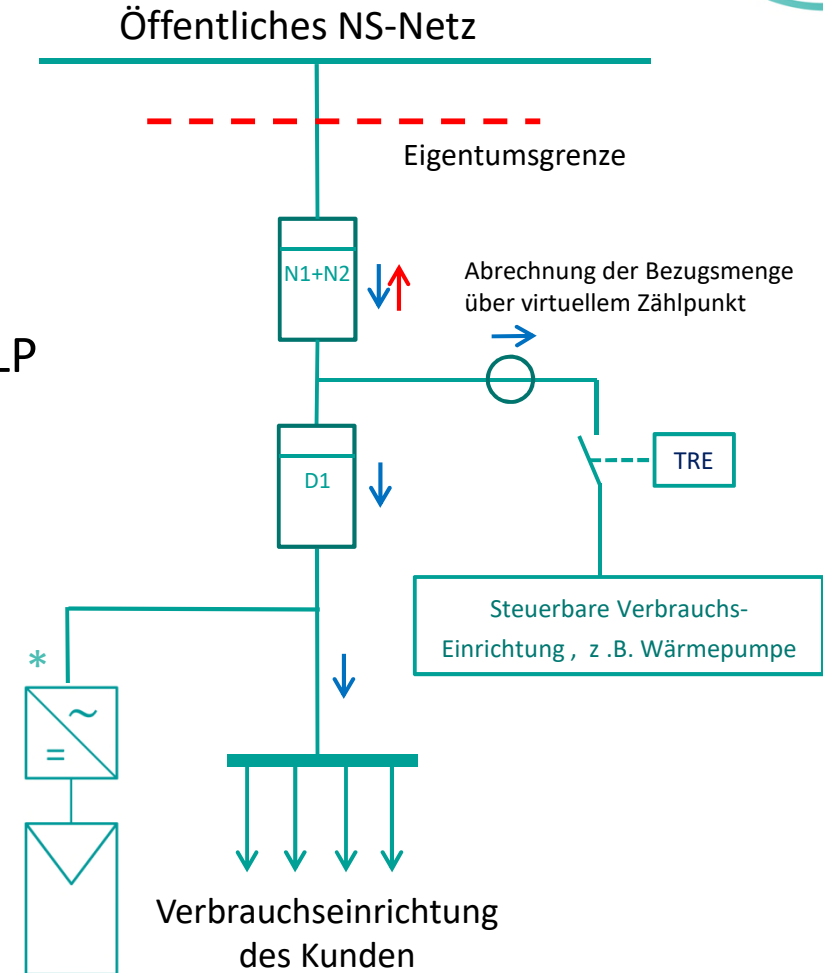 Öffentliches NS-Netz
Eigentumsgrenze
N1+N2
Abrechnung der Bezugsmenge
über virtuellem Zählpunkt
LP
D1
TRE
Steuerbare Verbrauchs-
Einrichtung , z .B. Wärmepumpe
*
~
=
Verbrauchseinrichtung
des Kunden